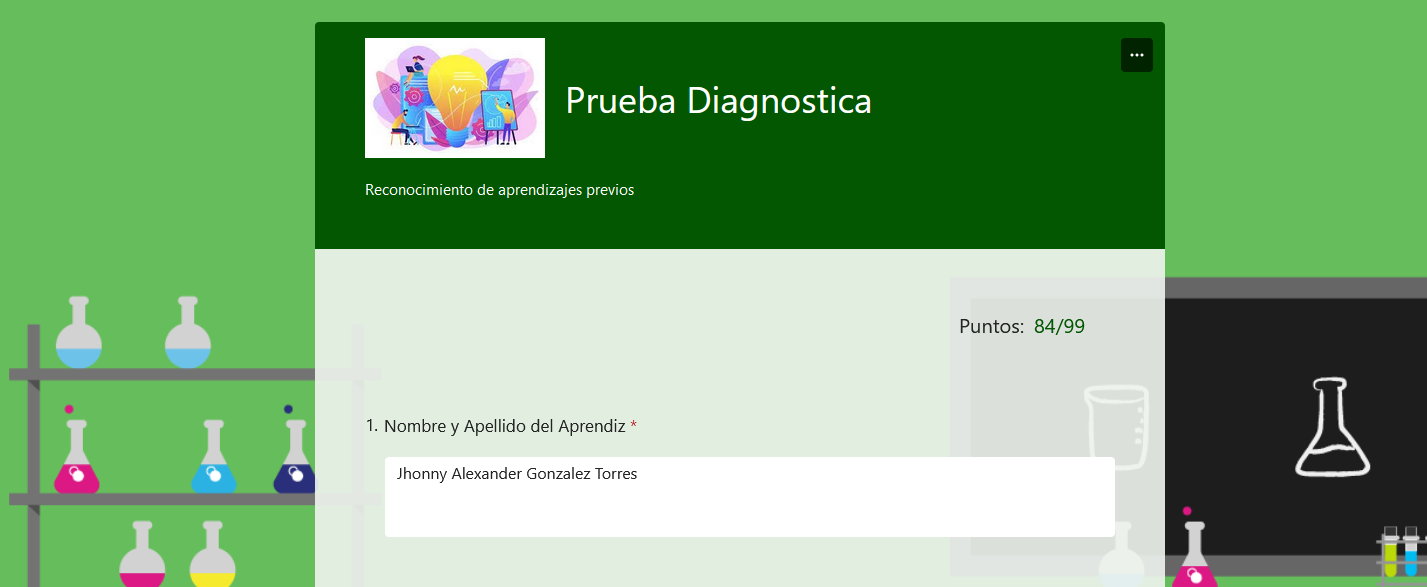 Prueba Diagnostica
Reconocimiento de aprendizajes previos
Puntos: 84/99
1. Nombre y Apellido del Aprendiz *
Jhonny Alexander Gonzalez Torres